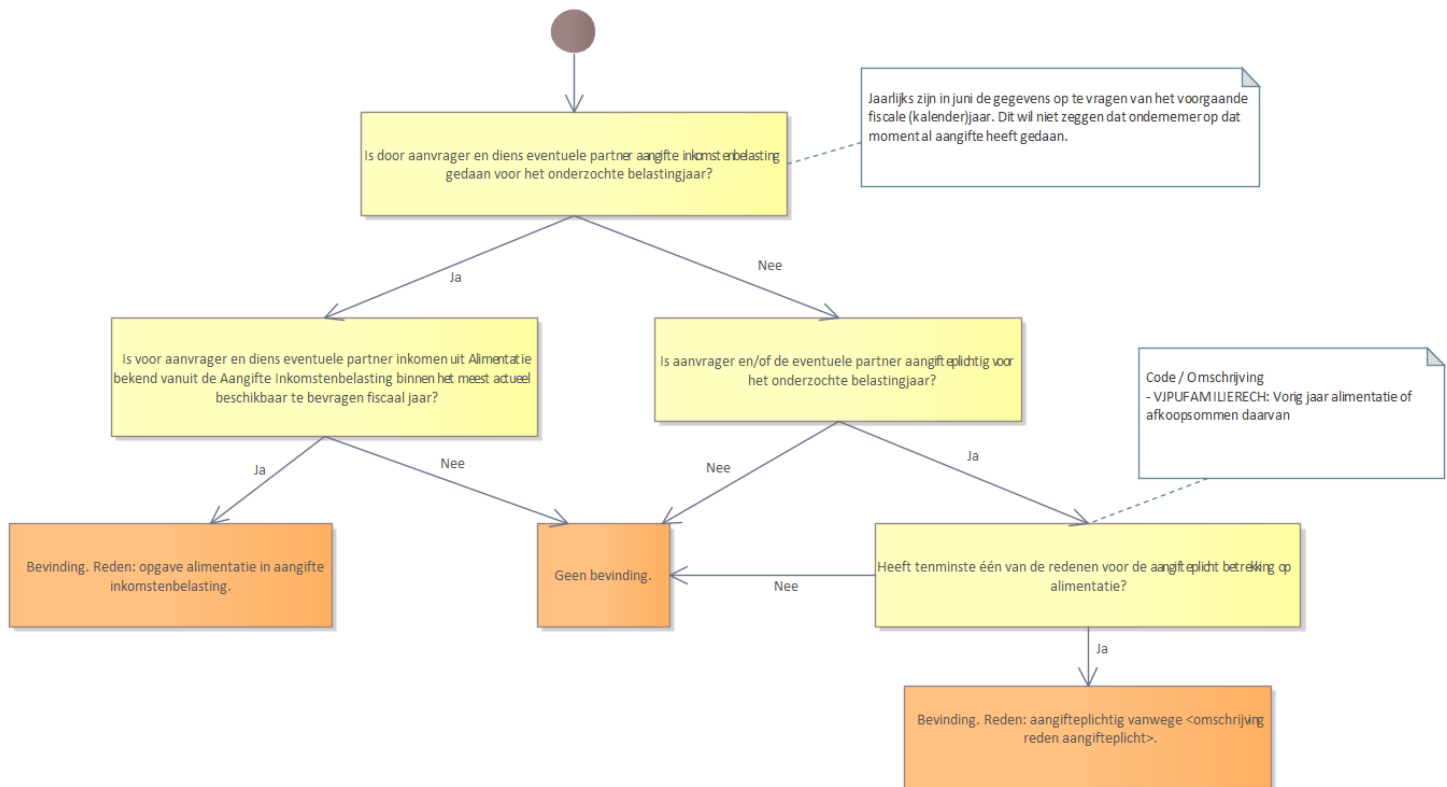 Jaarlijks zijn in juni de gegevens op te vragen van het voorgaande
fiscale (kalender)jaar. Dit wil niet zeggen dat ondernemer op dat
moment al aangifte heeft gedaan.
Is door aanvrager en diens eventuele partner aangifte inkomstenbelasting
gedaan voor het onderzochte belastingjaar?
Ja
Nee
Is voor aanvrager en diens eventuele partner inkomen uit Alimentatie
bekend vanuit de Aangifte Inkomstenbelasting binnen het meest actueel
beschikbaar te bevragen fiscaal jaar?
Is aanvrager en/of de eventuele partner aangifteplichtig voor
het onderzochte belastingjaar?
Code / Omschrijving
- VJPUFAMILIERECH: Vorig jaar alimentatie of
afkoopsommen daarvan
Ja
Nee
Nee
Ja
Bevinding. Reden: opgave alimentatie in aangifte
inkomstenbelasting.
Geen bevinding.
Nee
Heeft tenminste één van de redenen voor de aangifteplicht betrekking op
alimentatie?
Ja
Bevinding. Reden: aangifteplichtig vanwege <omschrijving
reden aangifteplicht>.